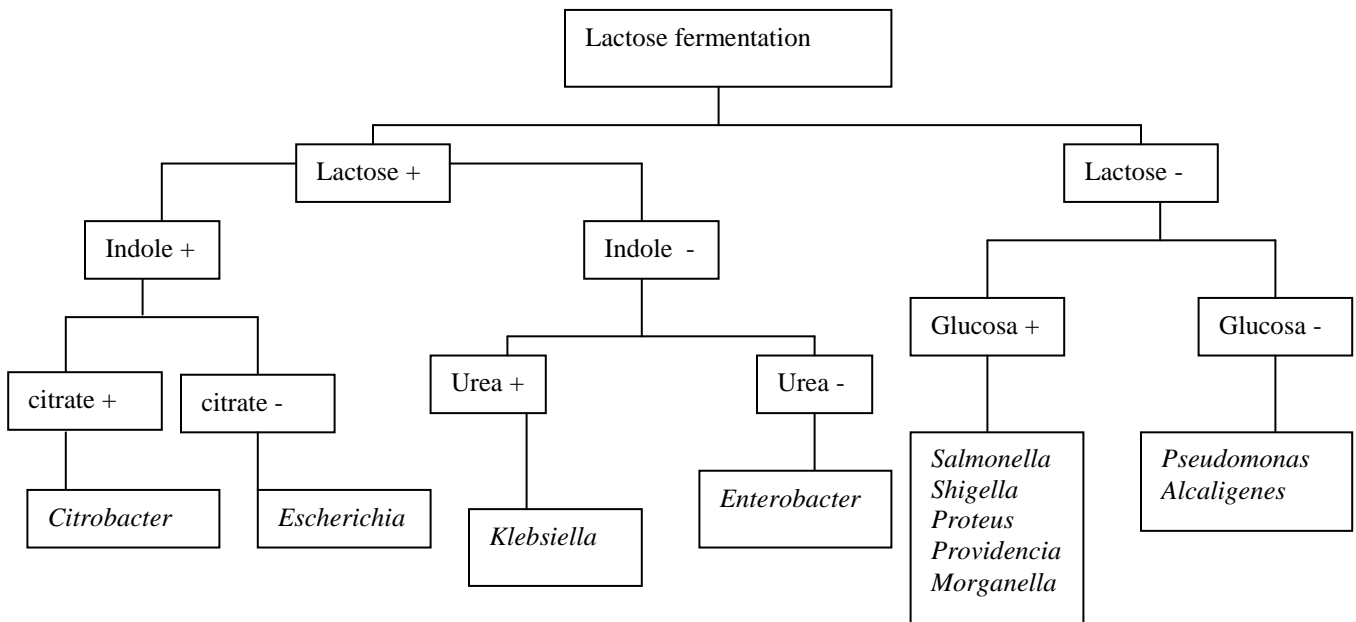 Lactose fermentation
Lactose +
Lactose -
Indole +
Indole -
Glucosa +
Glucosa -
citrate +
citrate -
Urea +
Urea -
Citrobacter
Escherichia
Klebsiella
Enterobacter
Salmonella
Shigella
Proteus
Providencia
Morganella
Pseudomonas
Alcaligenes